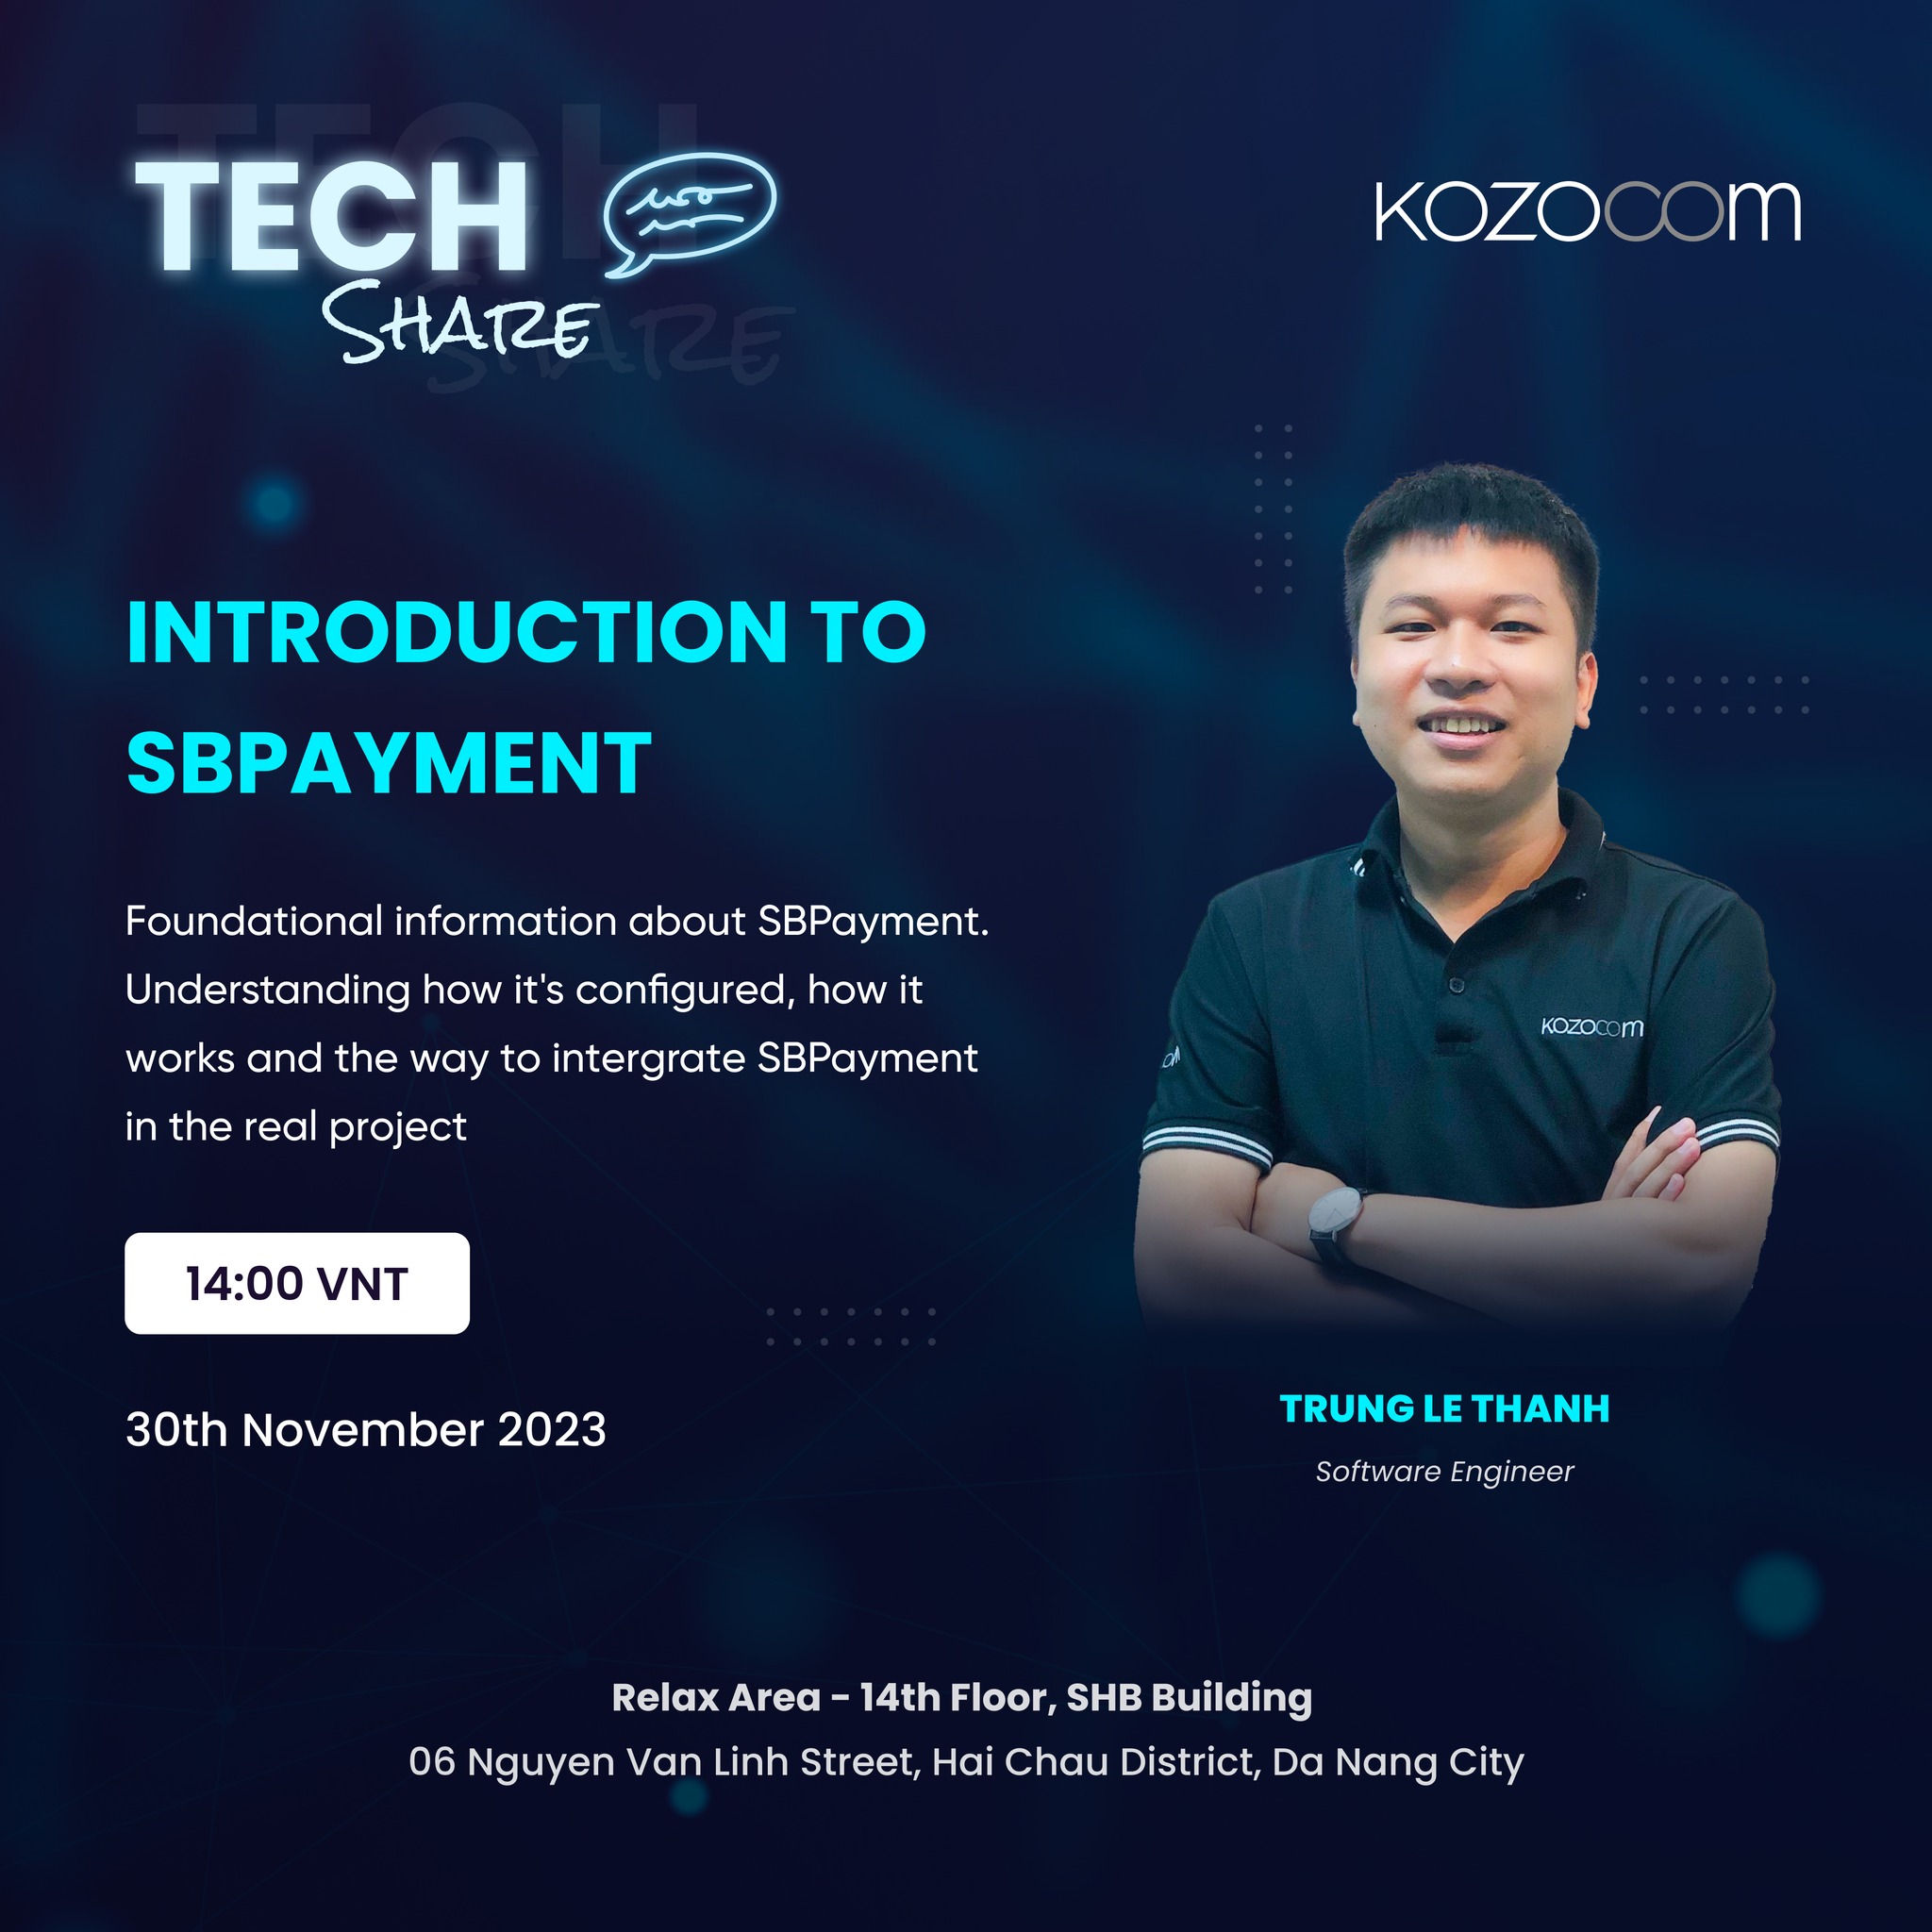 TECH
SHARE
KOZOCOM
INTRODUCTION TO
SBPAYMENT
Foundational information about SBPayment.
Understanding how it's configured, how it
works and the way to intergrate SBPayment
in the real project
KOZOCOM
14:00 VNT
30th November 2023
TRUNG LE THANH
Software Engineer
Relax Area - 14th Floor, SHB Building
06 Nguyen Van Linh Street, Hai Chau District, Da Nang City